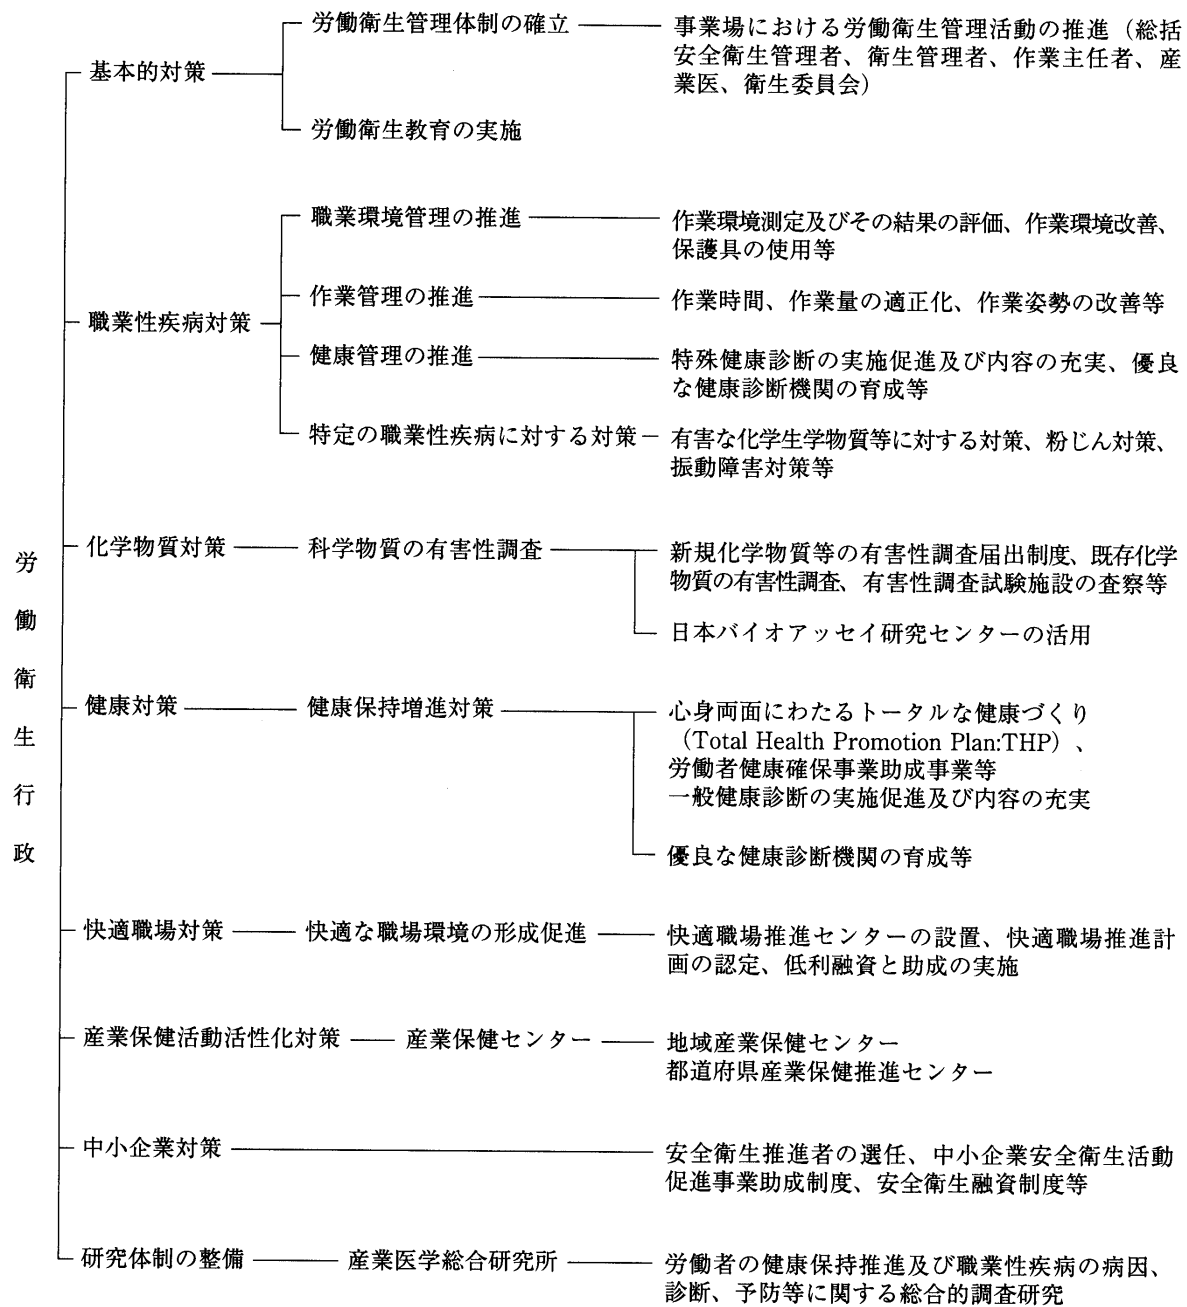 労働衛生行政
基本的対策
労働衛生管理体制の確立
事業場における労働衛生管理活動の推進（総括
安全衛生管理者、衛生管理者、作業主任者、産
業医、衛生委員会）
労働衛生教育の実施
職業性疾病対策
職業環境管理の推進
作業環境測定及びその結果の評価、作業環境改善、
保護具の使用等
作業管理の推進
作業時間、作業量の適正化、作業姿勢の改善等
健康管理の推進
特殊健康診断の実施促進及び内容の充実、優良
な健康診断機関の育成等
特定の職業性疾病に対する対策
有害な化学生学物質等に対する対策、粉じん対策、
振動障害対策等
化学物質対策
科学物質の有害性調査
新規化学物質等の有害性調査届出制度、既存化学
物質の有害性調査、有害性調査試験施設の査察等
日本バイオアッセイ研究センターの活用
健康対策
健康保持増進対策
心身両面にわたるトータルな健康づくり
（Total Health Promotion Plan:THP）、
労働者健康確保事業助成事業等
一般健康診断の実施促進及び内容の充実
優良な健康診断機関の育成等
快適職場対策
快適な職場環境の形成促進
快適職場推進センターの設置、快適職場推進計
画の認定、低利融資と助成の実施
産業保健活動活性化対策
産業保健センター
地域産業保健センター
都道府県産業保健推進センター
中小企業対策
安全衛生推進者の選任、中小企業安全衛生活動
促進事業助成制度、安全衛生融資制度等
研究体制の整備
産業医学総合研究所
労働者の健康保持推進及び職業性疾病の病因、
診断、予防等に関する総合的調査研究